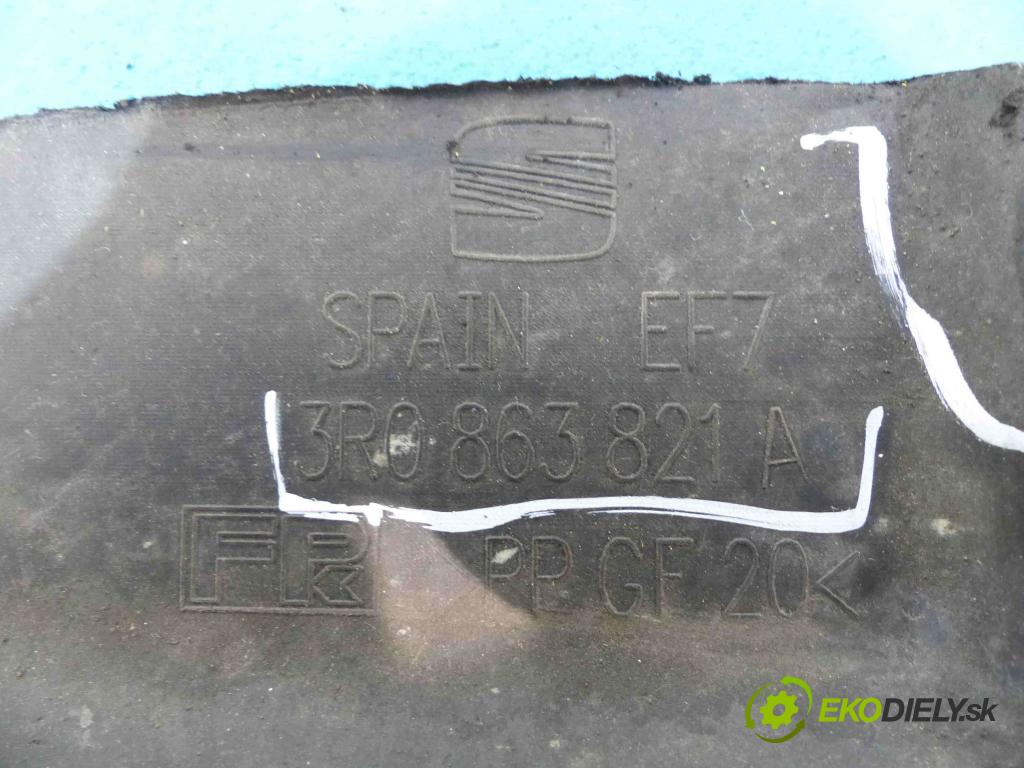 SPAIN EF7
3R0 863 821 A
PP GF 20<
EKODIELY.sk